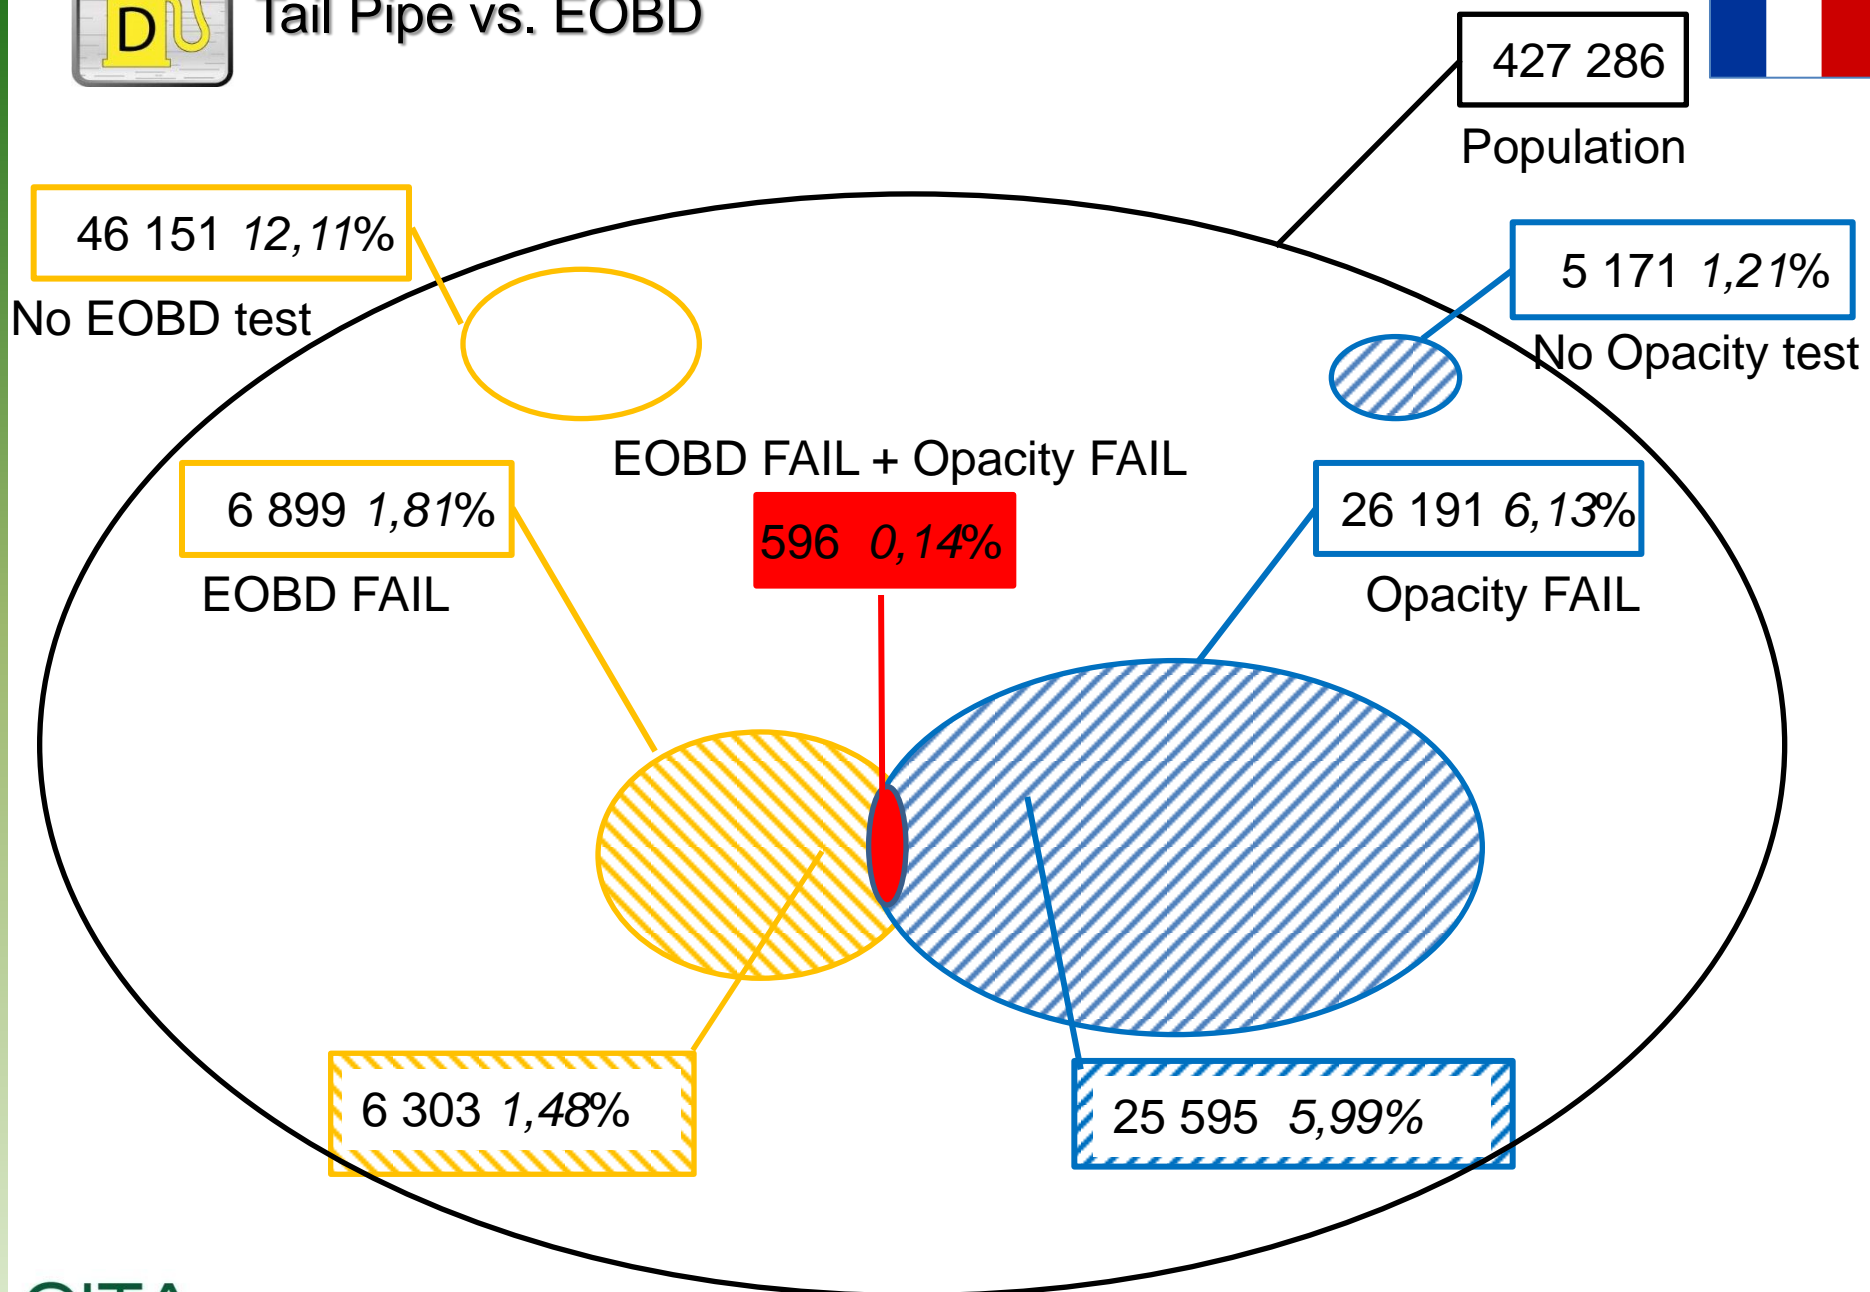 D
Tail Pipe vs. EOBD
427 286
Population
46 151 12,11%
No EOBD test
5 171 1,21%
No Opacity test
EOBD FAIL + Opacity FAIL
6 899 1,81%
596 0,14%
26 191 6,13%
EOBD FAIL
Opacity FAIL
6 303 1,48%
25 595 5,99%
CITA